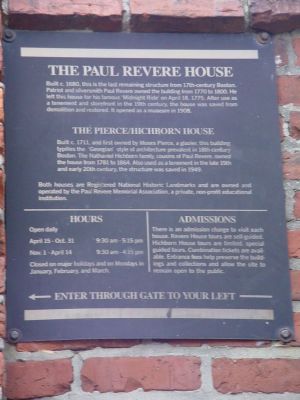 THE PAUL REVERE HOUSE
Built c. 1680, this is the last remaining structure from 17th-century Boston.
Patriot and silversmith Paul Revere owned the building from 1770 to 1800. He
left this house for his famous 'Midnight Ride' on April 18, 1775. After use as
a tenement and storefront in the 19th century, the house was saved from
demolition and restored. It opened as a museum in 1908.
THE PIERCE/HICHBORN HOUSE
Built c. 1711, and first owned by Moses Pierce, a glazier, this building
typifies the 'Georgian' style of architecture prevalent in 18th-century
Boston. The Nathaniel Hichborn family, cousins of Paul Revere, owned
the house from 1781 to 1864. Also used as a tenement in the late 19th
and early 20th century, the structure was saved in 1949.
Both houses are Registered National Historic Landmarks and are owned and
operated by the Paul Revere Memorial Association, a private, non-profit educational
institution.
HOURS
Open daily
April 15 - Oct. 31 9:30 am - 5:15 pm
Nov. 1 - April 14 9:30 am - 4:15 pm
Closed on major holidays and on Mondays in
January, February, and March.
ADMISSIONS
There is an admission charge to visit each
house. Revere House tours are self-guided.
Hichborn House tours are limited, special
guided tours. Combination tickets are avail-
able. Entrance fees help preserve the build-
ings and collections and allow the site to
remain open to the public.
ENTER THROUGH GATE TO YOUR LEFT